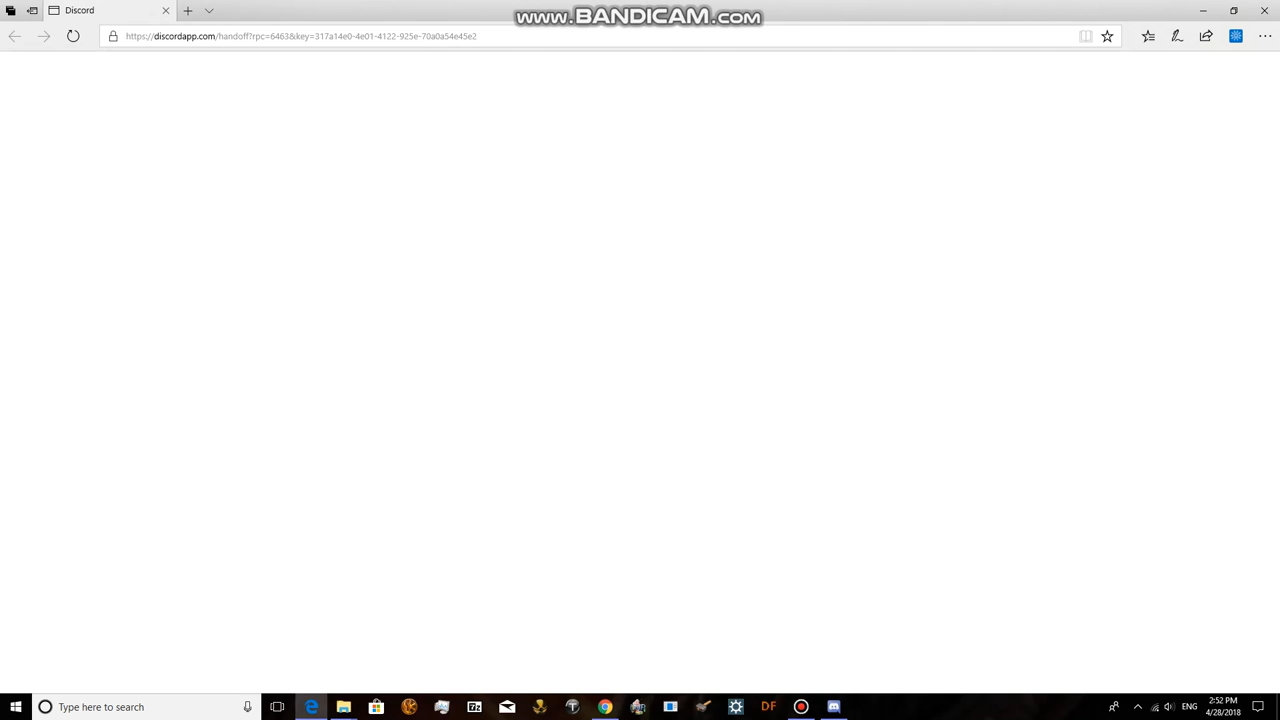 Discord
www.BANDICAM.com
https://discordapp.com/handoff?rpc=6463&key=317a14e0-4e01-4122-925e-70a0a54e45e2
Type here to search
7z
DF
ENG
2:52 PM
4/28/2018